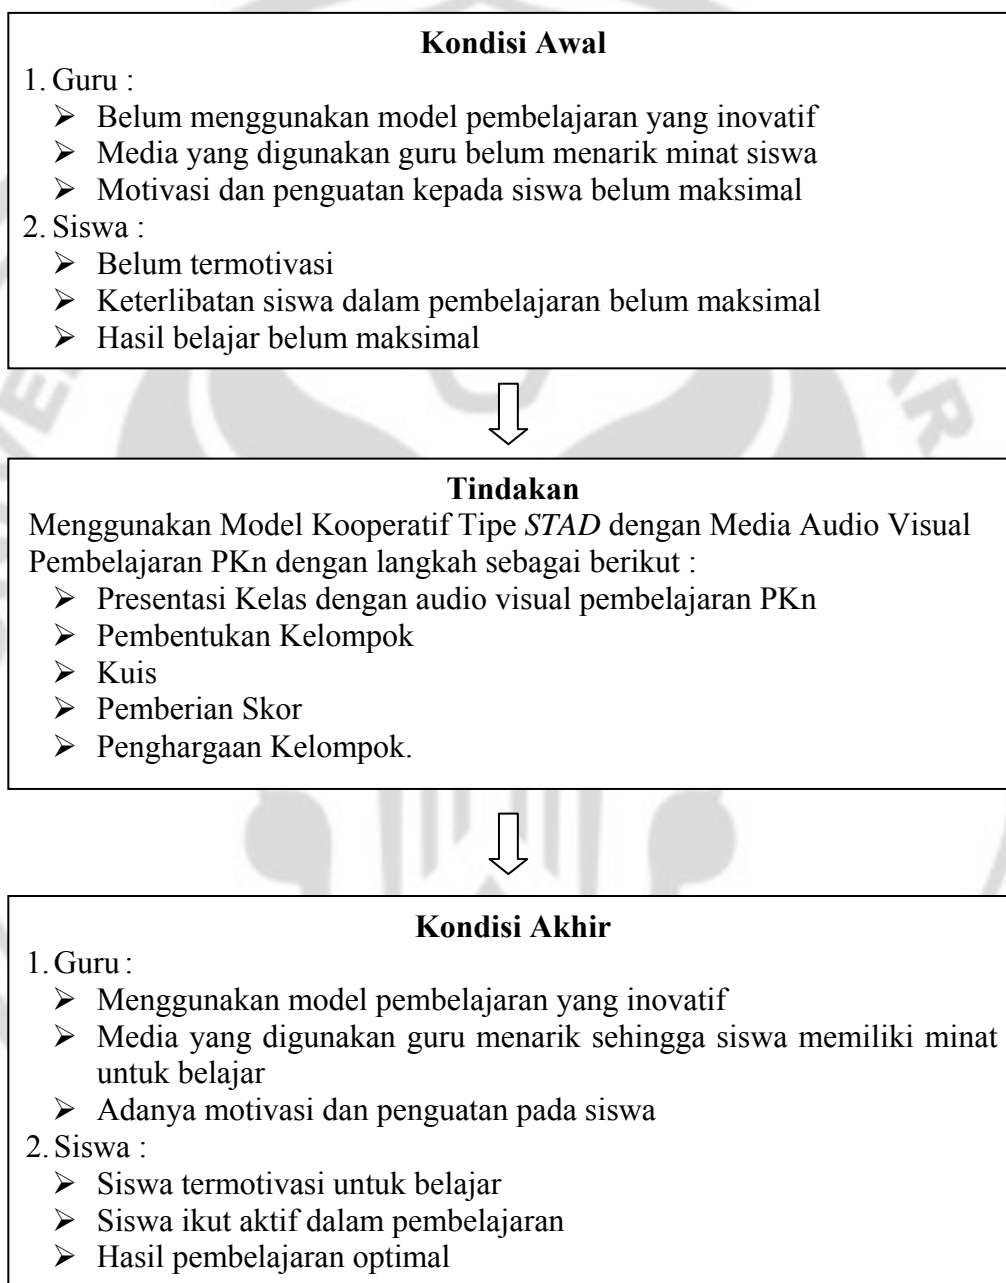 Kondisi Awal
1. Guru :
➢ Belum menggunakan model pembelajaran yang inovatif
➢ Media yang digunakan guru belum menarik minat siswa
➢ Motivasi dan penguatan kepada siswa belum maksimal
2. Siswa :
➢ Belum termotivasi
➢ Keterlibatan siswa dalam pembelajaran belum maksimal
➢ Hasil belajar belum maksimal
Tindakan
Menggunakan Model Kooperatif Tipe STAD dengan Media Audio Visual
Pembelajaran PKn dengan langkah sebagai berikut :
➢ Presentasi Kelas dengan audio visual pembelajaran PKn
➢ Pembentukan Kelompok
➢ Kuis
➢ Pemberian Skor
➢ Penghargaan Kelompok.
Kondisi Akhir
1. Guru :
➢ Menggunakan model pembelajaran yang inovatif
➢ Media yang digunakan guru menarik sehingga siswa memiliki minat
untuk belajar
➢ Adanya motivasi dan penguatan pada siswa
2. Siswa :
➢ Siswa termotivasi untuk belajar
➢ Siswa ikut aktif dalam pembelajaran
➢ Hasil pembelajaran optimal